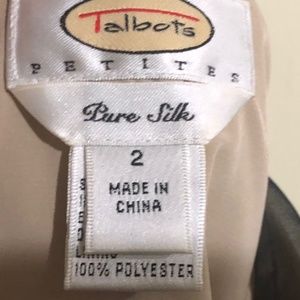 Talbots
PETITES
Pure Silk
2
MADE IN
CHINA
100% POLYESTER